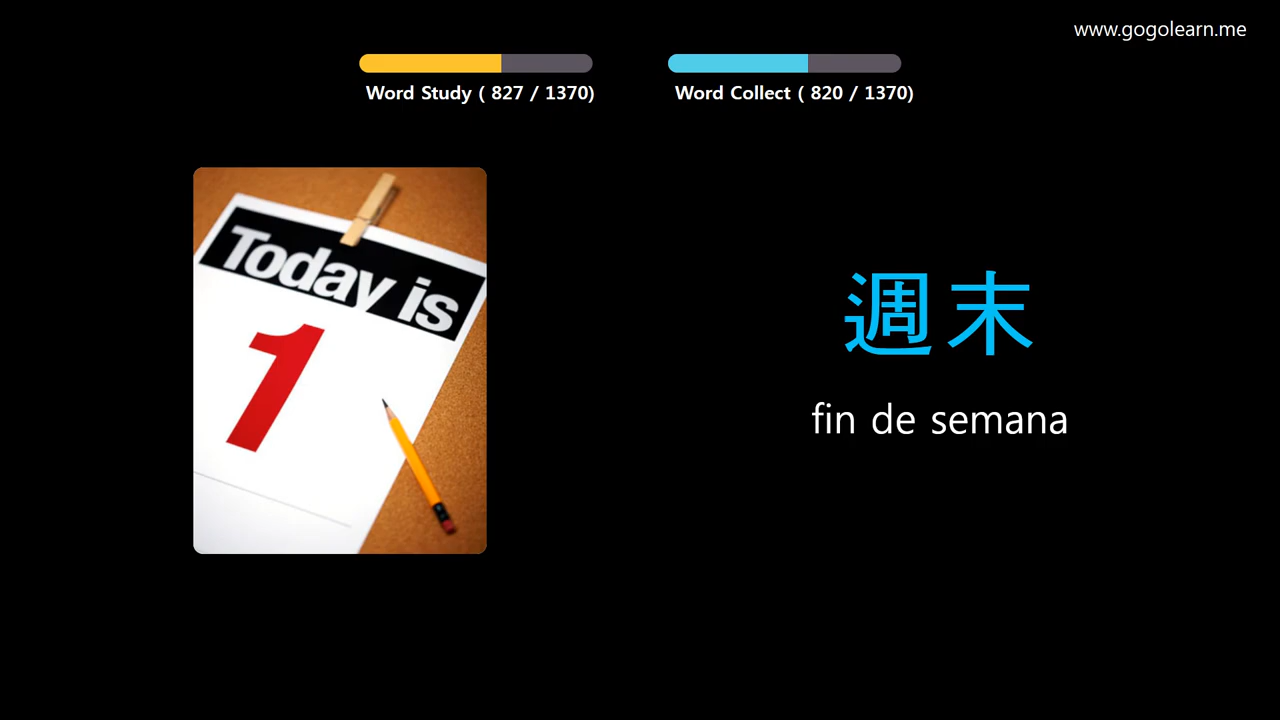 www.gogolearn.me
Word Study ( 827 / 1370)
Word Collect ( 820 / 1370)
Today is
1
週末
fin de semana